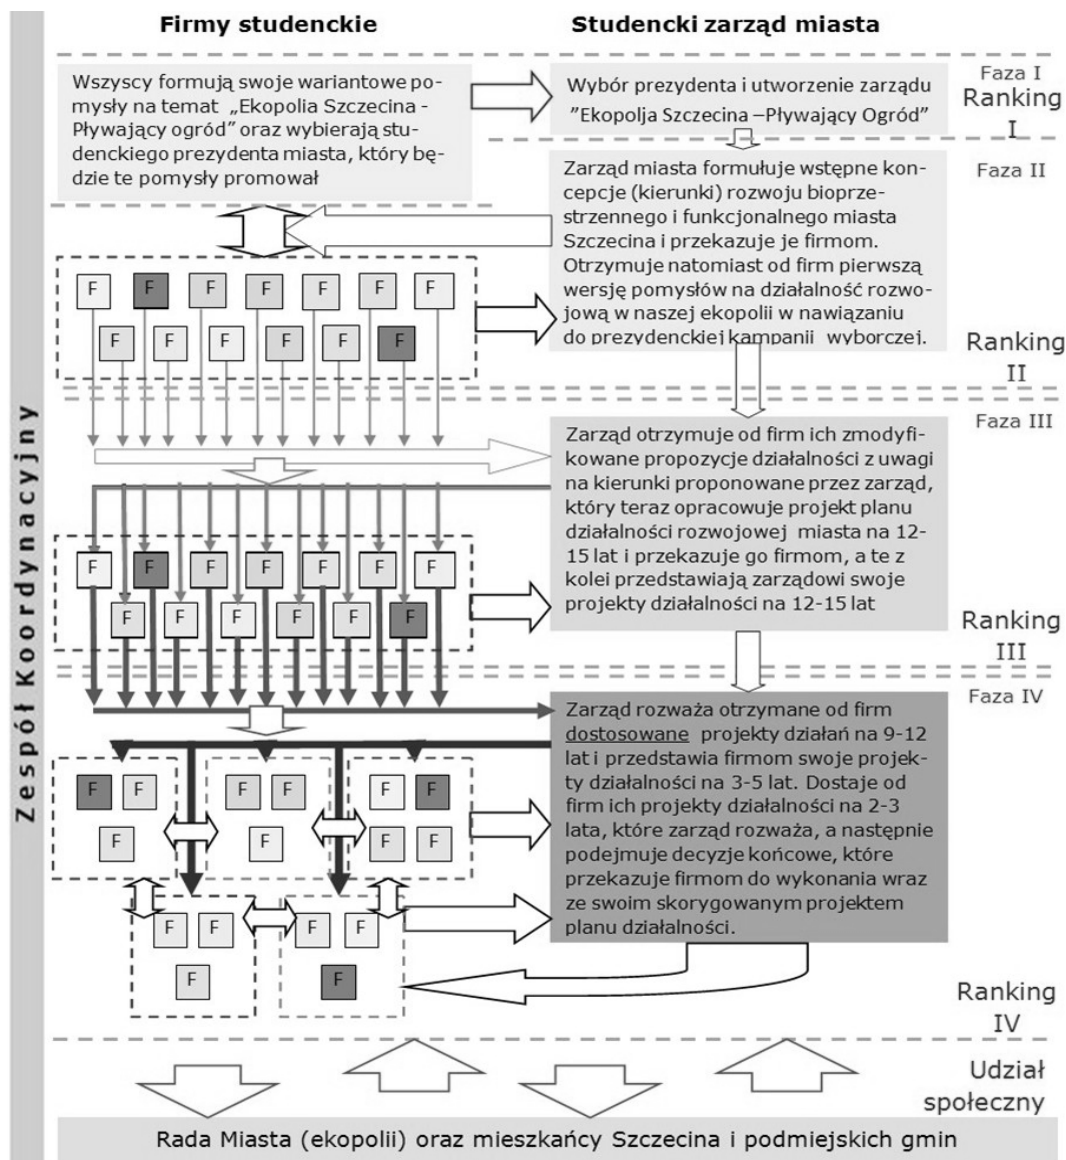 Firmy studenckie
Studencki zarząd miasta
Zespół Koordynacyjny
Wszyscy formują swoje wariantowe po-
mysły na temat „Ekopolia Szczecina -
Pływający ogród" oraz wybierają stu-
denckiego prezydenta miasta, który bę-
dzie te pomysły promował
Wybór prezydenta i utworzenie zarządu
"Ekopolja Szczecina –Pływający Ogród"
Faza I
Ranking
I
Zarząd miasta formułuje wstępne kon-
cepcje (kierunki) rozwoju bioprze-
strzennego i funkcjonalnego miasta
Szczecina i przekazuje je firmom.
Otrzymuje natomiast od firm pierwszą
wersję pomysłów na działalność rozwo-
jową w naszej ekopolii w nawiązaniu
do prezydenckiej kampanii wyborczej.
Faza II
Ranking
II
F F F F F F F
F F F F F F
Faza III
Zarząd otrzymuje od firm ich zmodyfi-
kowane propozycje działalności z uwagi
na kierunki proponowane przez zarząd,
który teraz opracowuje projekt planu
działalności rozwojowej miasta na 12-
15 lat i przekazuje go firmom, a te z
kolei przedstawiają zarządowi swoje
projekty działalności na 12-15 lat
Ranking
III
F F F F F F F
F F F F F F
Faza IV
Zarząd rozważa otrzymane od firm
dostosowane projekty działań na 9-12
lat i przedstawia firmom swoje projek-
ty działalności na 3-5 lat. Dostaje od
firm ich projekty działalności na 2-3
lata, które zarząd rozważa, a następnie
podejmuje decyzje końcowe, które
przekazuje firmom do wykonania wraz
ze swoim skorygowanym projektem
planu działalności.
F F F F F F
F F F F
F F F F
F F
Ranking
IV
Udział
społeczny
Rada Miasta (ekopolii) oraz mieszkańcy Szczecina i podmiejskich gmin